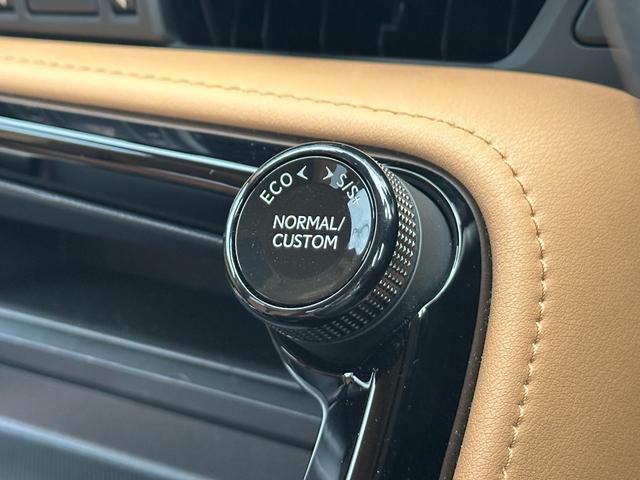 ECO < > S/S+
NORMAL/
CUSTOM